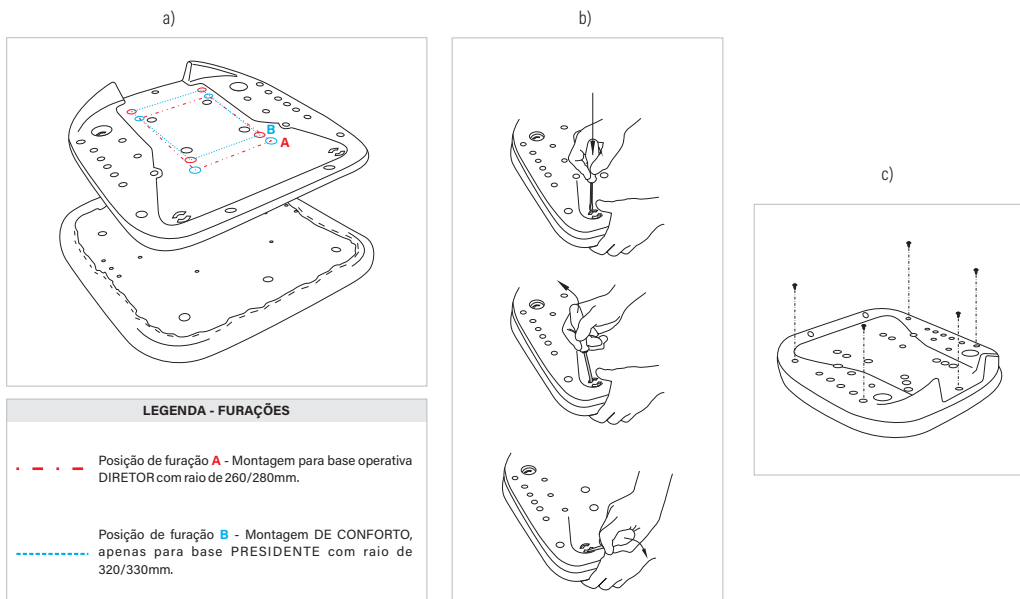 a)
b)
c)
B
A
LEGENDA - FURAÇÕES
Posição de furação A - Montagem para base operativa
DIRETOR com raio de 260/280mm.
Posição de furação B - Montagem DE CONFORTO,
apenas para base PRESIDENTE com raio de
320/330mm.